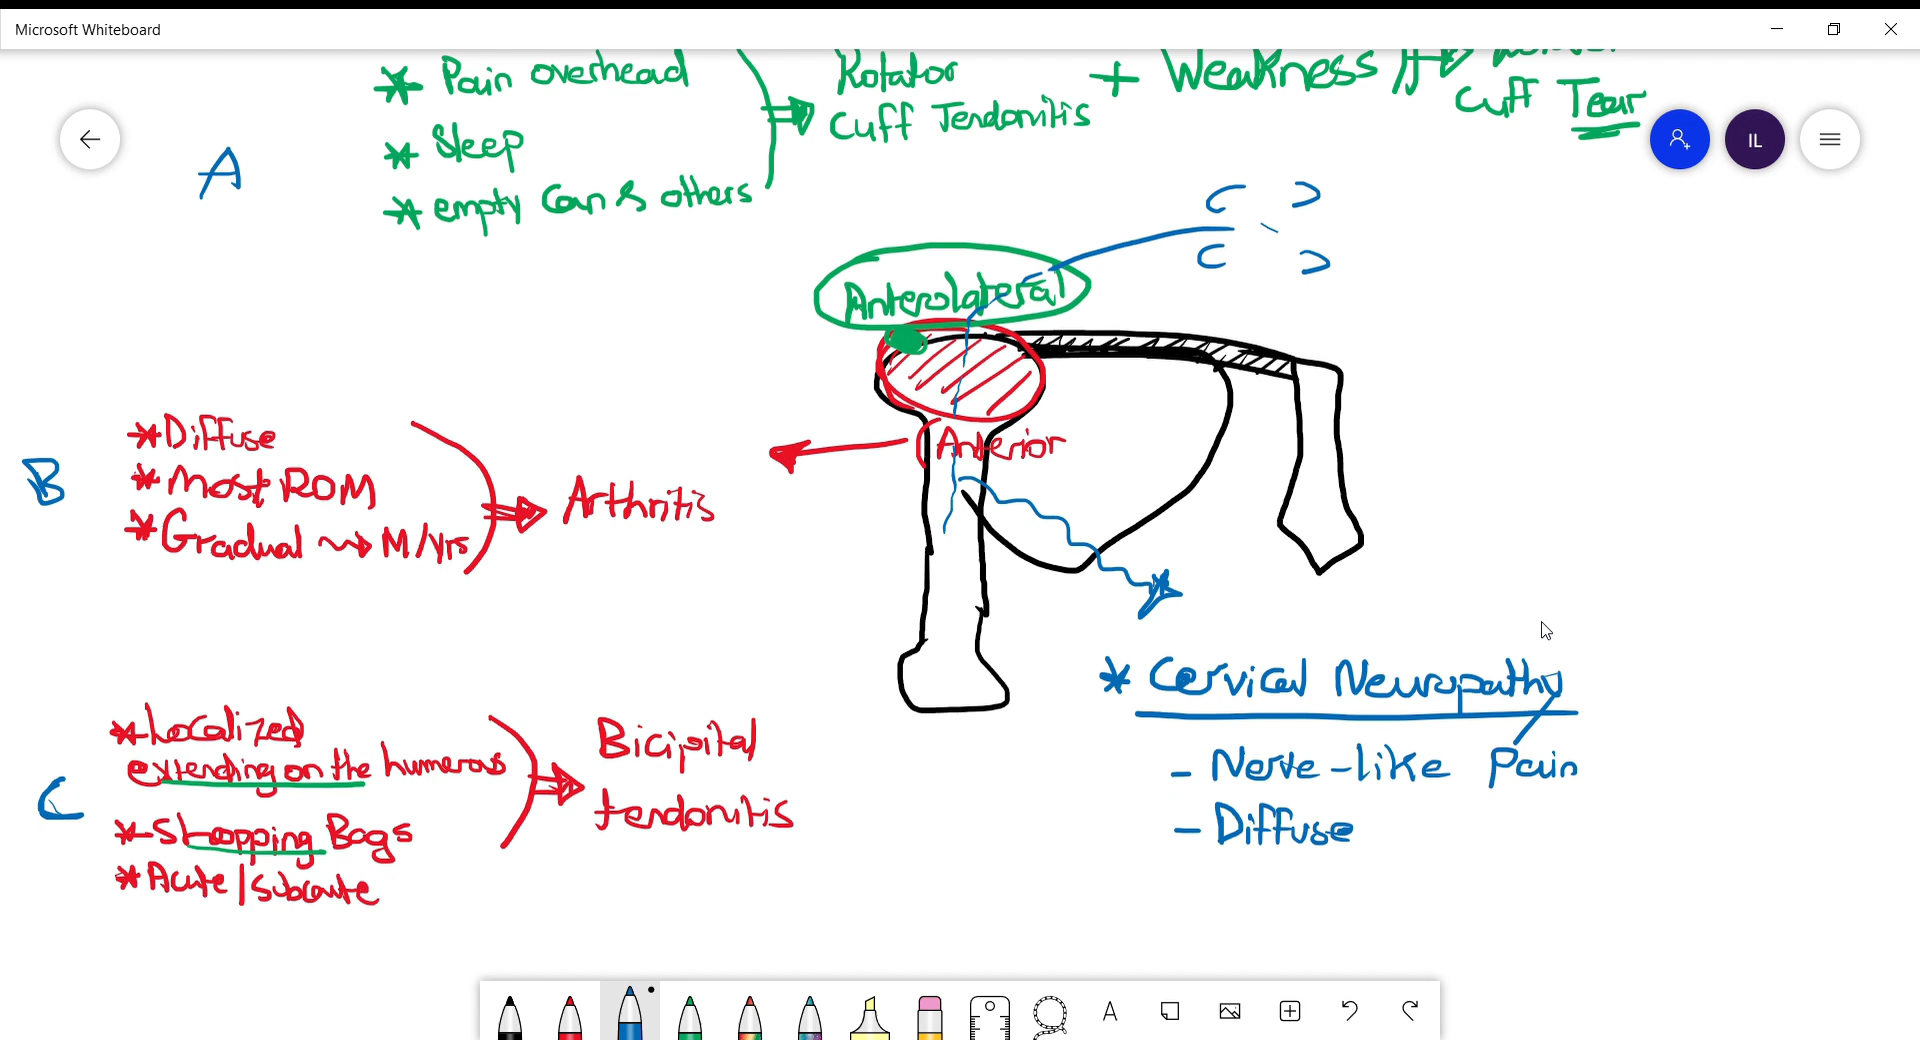 Microsoft Whiteboard
* Pain overhead
* Sleep
* empty Can & others
Rotator
Cuff Tendonitis
+ Weakness
Cuff Tear
IL
A
Anterolateral
Anterior
B
* Diffuse
* Most ROM
* Gradual → M/yrs
Arthritis
C
* Localized
extending on the humerus
* Shopping Bags
* Acute/Subacute
Bicipital
tendonitis
* Cervical Neuropathy
- Nerve-like Pain
- Diffuse